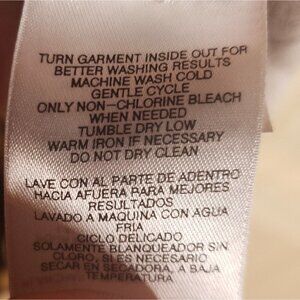 TURN GARMENT INSIDE OUT FOR
BETTER WASHING RESULTS
MACHINE WASH COLD
GENTLE CYCLE
ONLY NON-CHLORINE BLEACH
WHEN NEEDED
TUMBLE DRY LOW
WARM IRON IF NECESSARY
DO NOT DRY CLEAN
LAVE CON AL PARTE DE ADENTRO
HACIA AFUERA PARA MEJORES
RESULTADOS
LAVADO A MAQUINA CON AGUA
FRIA
CICLO DELICADO
SOLAMENTE BLANQUEADOR SIN
CLORO, SI ES NECESARIO
SECAR EN SECADORA, A BAJA
TEMPERATURA